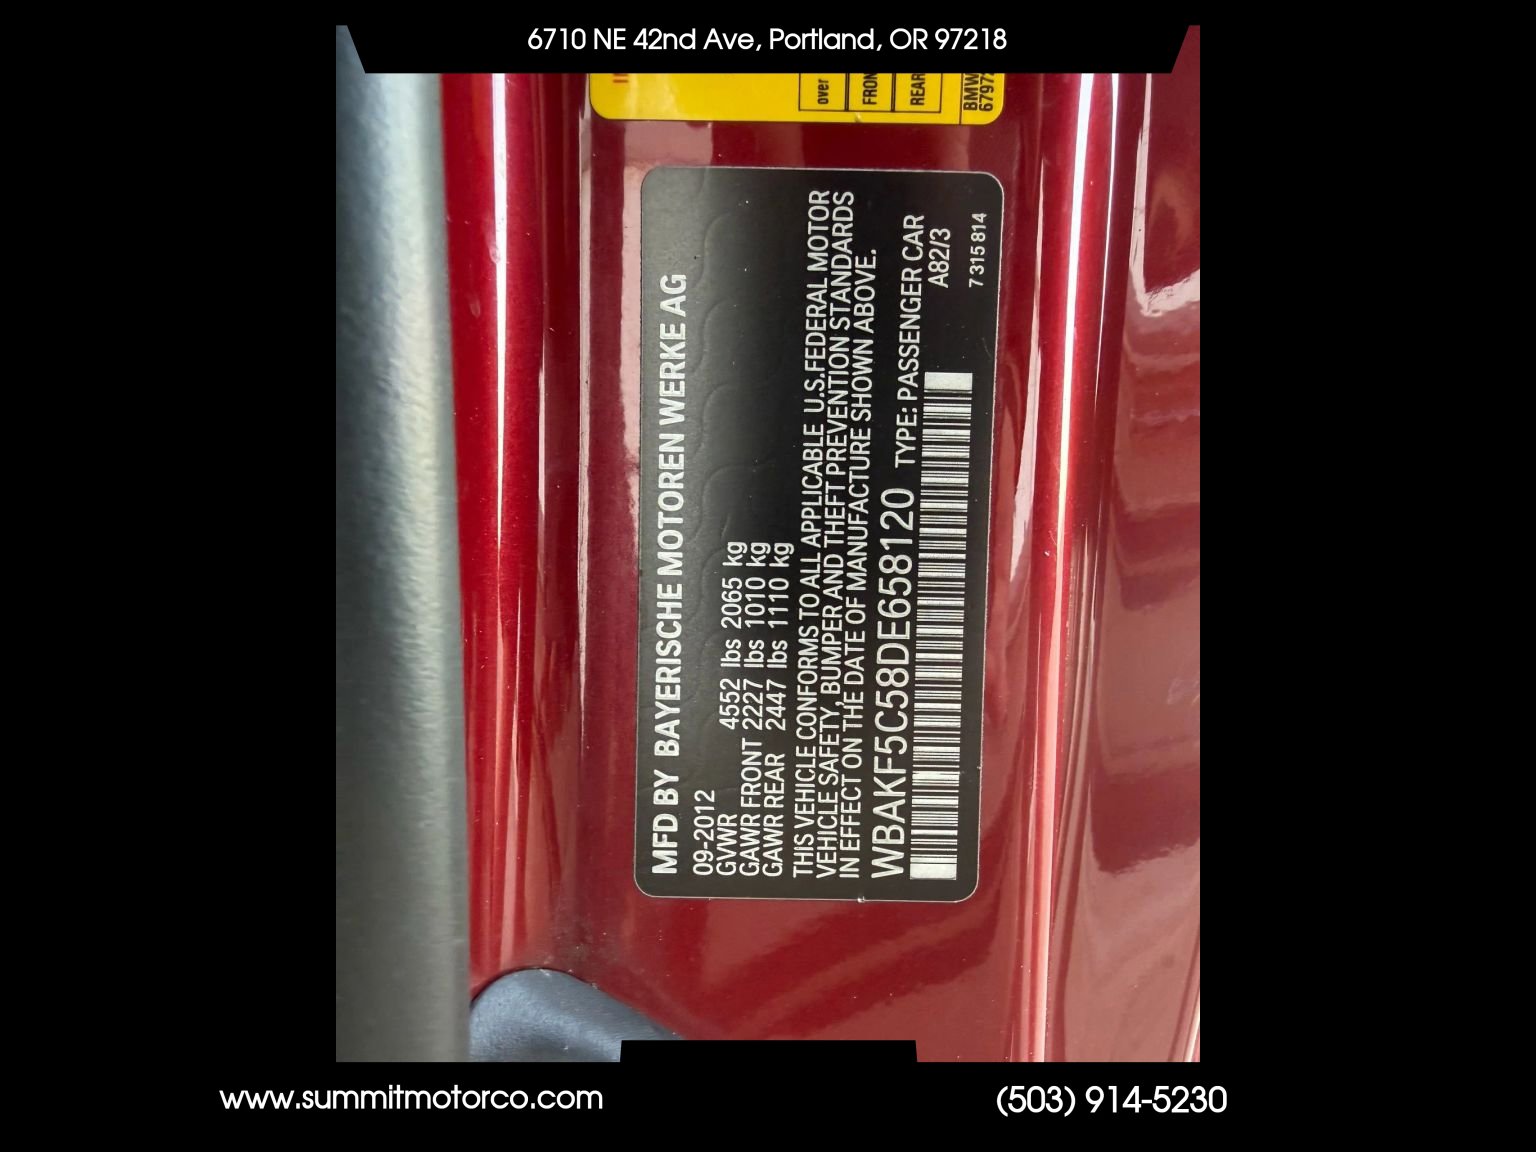 6710 NE 42nd Ave, Portland, OR 97218
over
FRON
REAR
BMW
6797
MFD BY BAYERISCHE MOTOREN WERKE AG
09-2012
GVWR 4552 lbs 2065 kg
GAWR FRONT 2227 lbs 1010 kg
GAWR REAR 2447 lbs 1110 kg
THIS VEHICLE CONFORMS TO ALL APPLICABLE U.S.FEDERAL MOTOR
VEHICLE SAFETY, BUMPER AND THEFT PREVENTION STANDARDS
IN EFFECT ON THE DATE OF MANUFACTURE SHOWN ABOVE.
WBAKF5C58DE658120 TYPE: PASSENGER CAR
A82/3
7 315 814
www.summitmotorco.com
(503) 914-5230